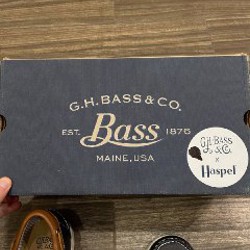 G.H. BASS & CO.
EST. Bass 1876
MAINE, USA
G.H. BASS
& CO.
x
Haspel